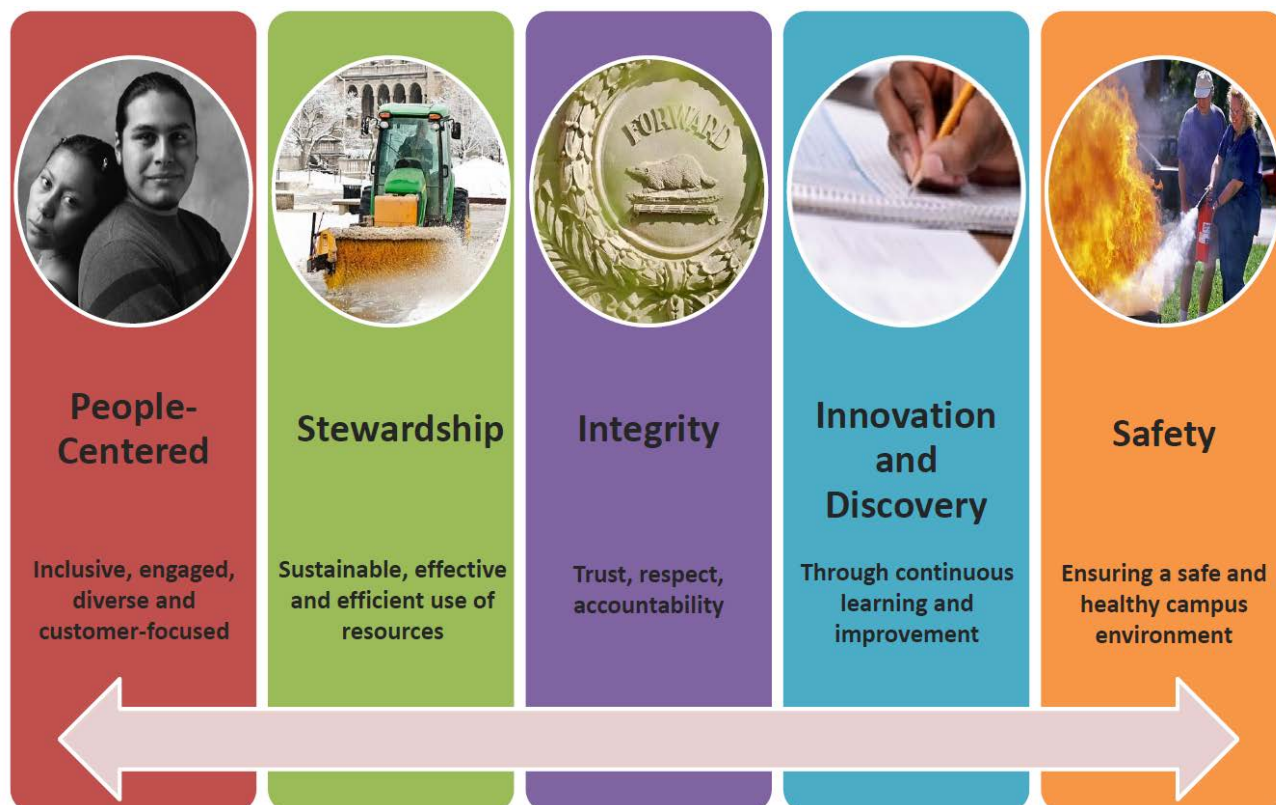 FORWARD
People-
Centered
Inclusive, engaged,
diverse and
customer-focused
Stewardship
Sustainable, effective
and efficient use of
resources
Integrity
Trust, respect,
accountability
Innovation
and
Discovery
Through continuous
learning and
improvement
Safety
Ensuring a safe and
healthy campus
environment